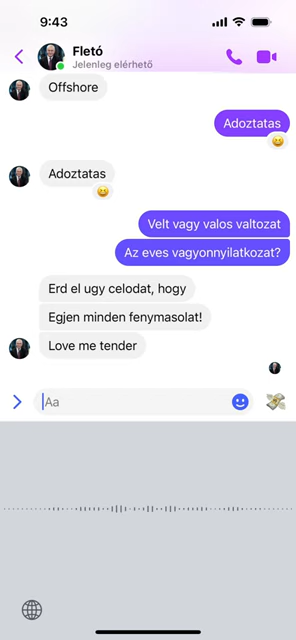 9:43
Fletó
Jelenleg elérhető
Offshore
Adoztatas
Adoztatas
Velt vagy valos valtozat
Az eves vagyonnyilatkozat?
Erd el ugy celodat, hogy
Egjen minden fenymasolat!
Love me tender
Aa